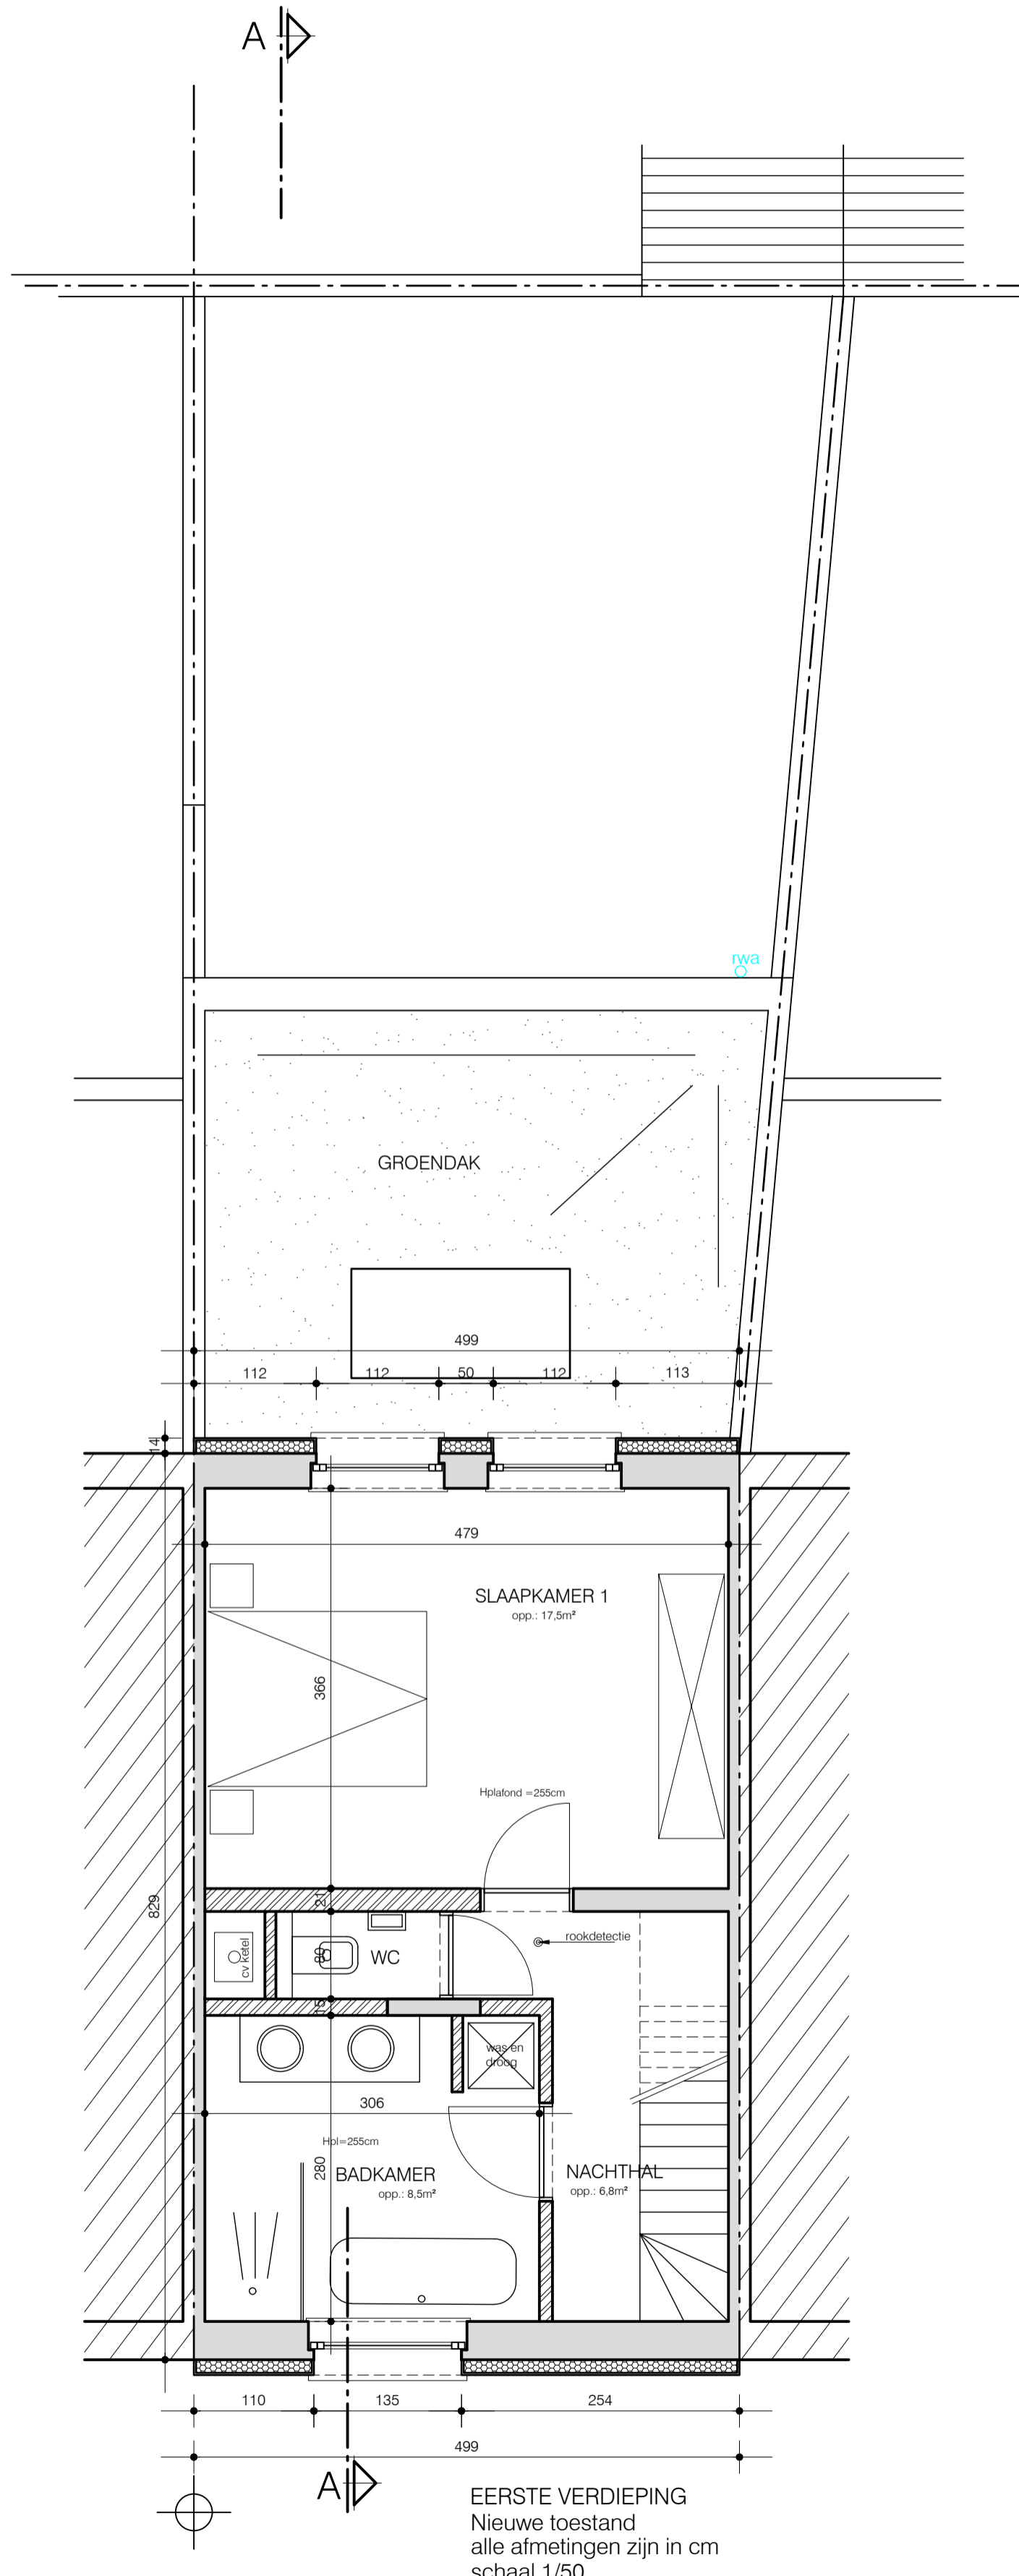 A
rwa
GROENDAK
499
112 112 50 112 113
14
479
SLAAPKAMER 1
opp.: 17,5m²
366
Hplafond =255cm
829
21
rookdetectie
cv ketel
80
WC
15
was en
droog
306
Hpl=255cm
280
BADKAMER
opp.: 8,5m²
NACHTHAL
opp.: 6,8m²
110 135 254
499
A
EERSTE VERDIEPING
Nieuwe toestand
alle afmetingen zijn in cm
schaal 1/50